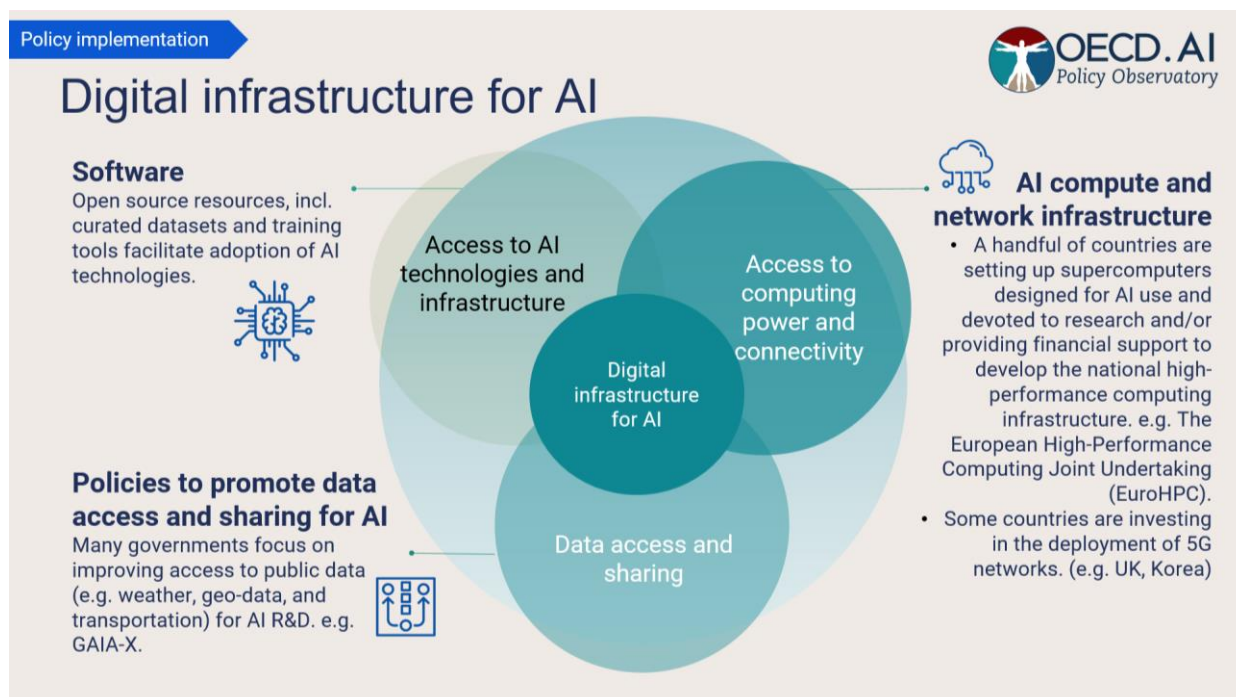 Policy implementation
OECD.AI
Policy Observatory
Digital infrastructure for AI
Software
Open source resources, incl.
curated datasets and training
tools facilitate adoption of AI
technologies.
Access to AI
technologies and
infrastructure
Access to
computing
power and
connectivity
Digital
infrastructure
for AI
Data access and
sharing
Policies to promote data
access and sharing for AI
Many governments focus on
improving access to public data
(e.g. weather, geo-data, and
transportation) for AI R&D. e.g.
GAIA-X.
AI compute and
network infrastructure
• A handful of countries are
setting up supercomputers
designed for AI use and
devoted to research and/or
providing financial support to
develop the national high-
performance computing
infrastructure. e.g. The
European High-Performance
Computing Joint Undertaking
(EuroHPC).
• Some countries are investing
in the deployment of 5G
networks. (e.g. UK, Korea)